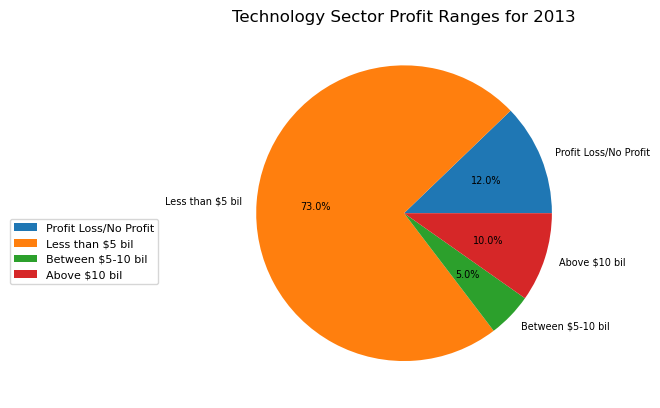 Technology Sector Profit Ranges for 2013
Profit Loss/No Profit
12.0%
Less than $5 bil
73.0%
10.0%
Above $10 bil
5.0%
Between $5-10 bil
Profit Loss/No Profit
Less than $5 bil
Between $5-10 bil
Above $10 bil